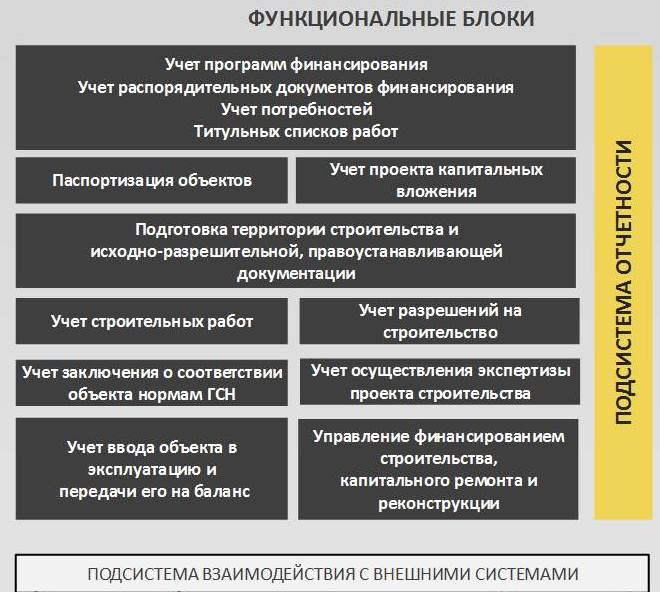 ФУНКЦИОНАЛЬНЫЕ БЛОКИ
Учет программ финансирования
Учет распорядительных документов финансирования
Учет потребностей
Титульных списков работ
Паспортизация объектов
Учет проекта капитальных
вложения
Подготовка территории строительства и
исходно-разрешительной, правоустанавливающей
документации
Учет строительных работ
Учет разрешений на
строительство
Учет заключения о соответствии
объекта нормам ГСН
Учет осуществления экспертизы
проекта строительства
Учет ввода объекта в
эксплуатацию и
передачи его на баланс
Управление финансированием
строительства,
капитального ремонта и
реконструкции
ПОДСИСТЕМА ОТЧЕТНОСТИ
ПОДСИСТЕМА ВЗАИМОДЕЙСТВИЯ С ВНЕШНИМИ СИСТЕМАМИ